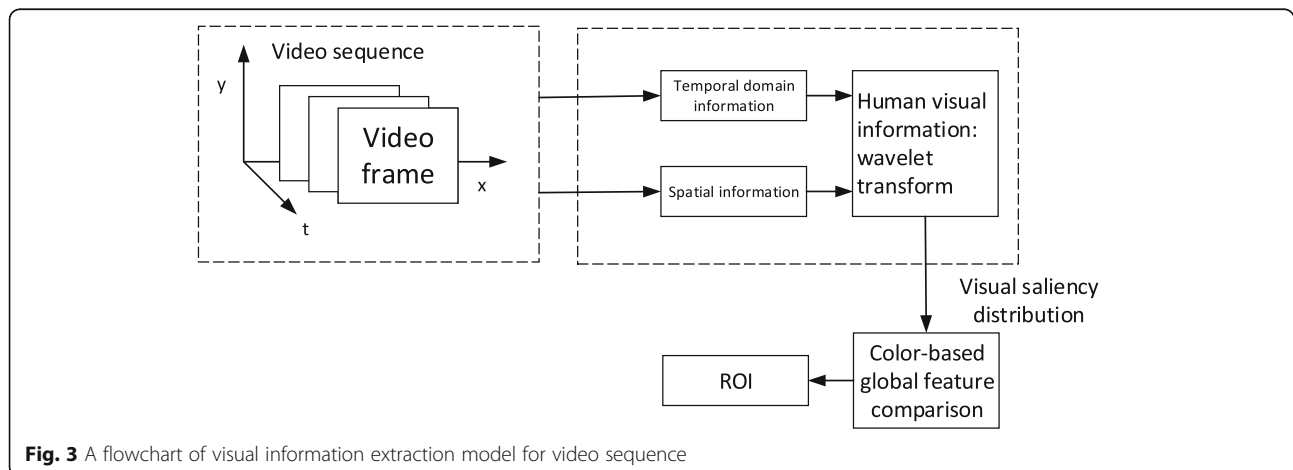 Video sequence
y
Video
frame
x
t
Temporal domain
information
Spatial information
Human visual
information:
wavelet
transform
Visual saliency
distribution
Color-based
global feature
comparison
ROI
Fig. 3 A flowchart of visual information extraction model for video sequence